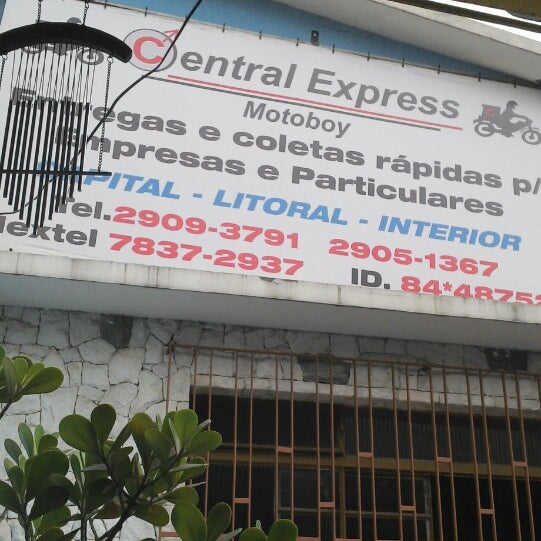 Central Express
Motoboy
Entregas e coletas rápidas p/
Empresas e Particulares
CAPITAL - LITORAL - INTERIOR
Tel.2909-3791 2905-1367
Nextel 7837-2937 ID. 84*4875